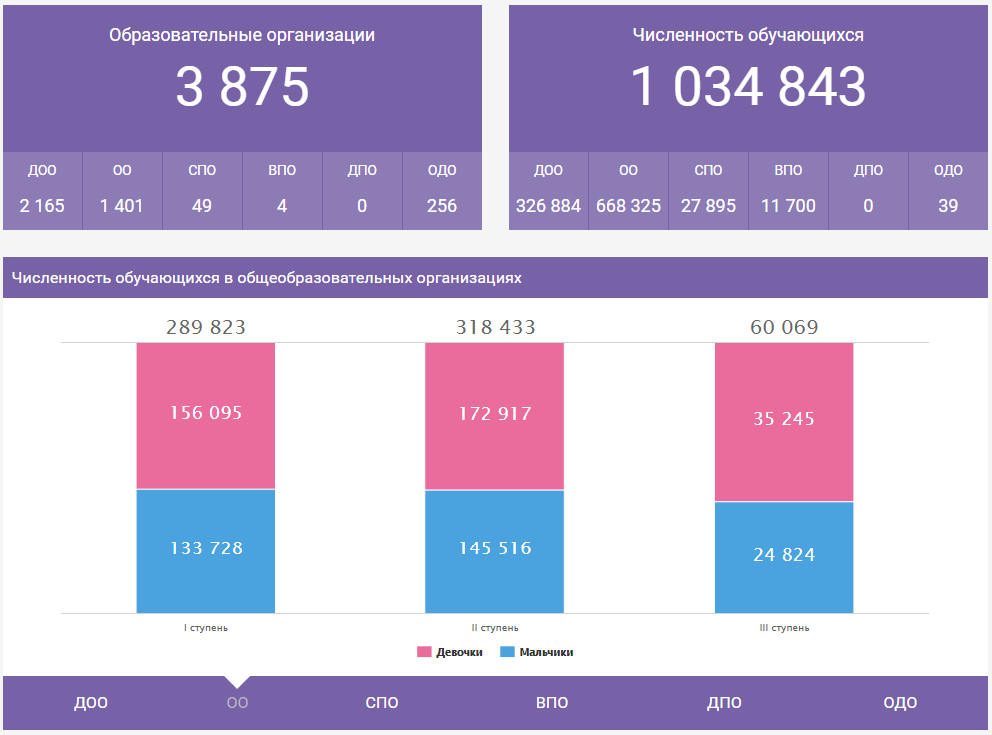 Образовательные организации
3 875
ДОО ОО СПО ВПО ДПО ОДО
2 165 1 401 49 4 0 256
Численность обучающихся
1 034 843
ДОО ОО СПО ВПО ДПО ОДО
326 884 668 325 27 895 11 700 0 39
Численность обучающихся в общеобразовательных организациях
289 823 318 433 60 069
156 095 172 917 35 245
133 728 145 516 24 824
I ступень II ступень III ступень
Девочки Мальчики
ДОО ОО СПО ВПО ДПО ОДО